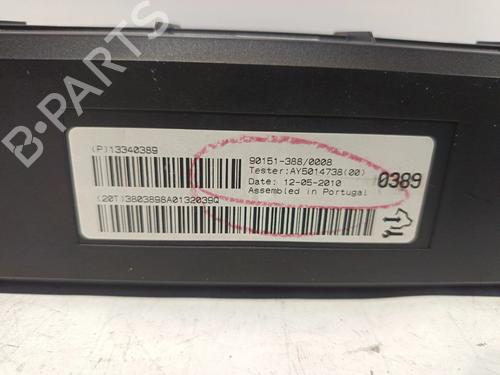 (P)13340389
90151-388/0008
Tester:AY5014738(00)
Date: 12-05-2010
Assembled in Portugal
0389
(20T)3803898A0132039Q
B-Parts